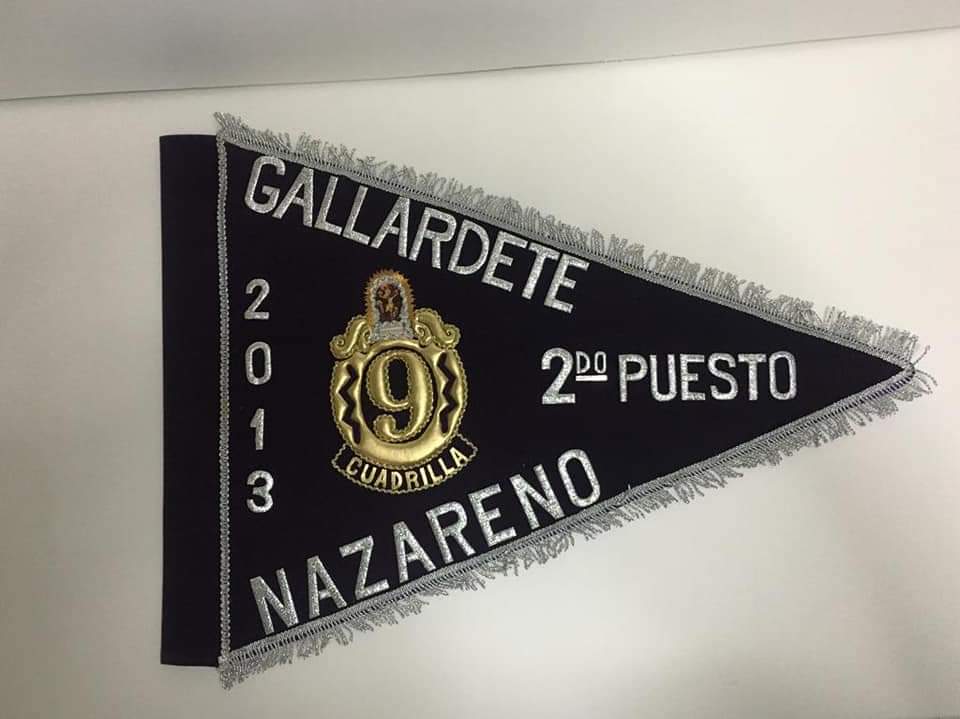 GALLARDETE
2013
9
CUADRILLA
2DO PUESTO
NAZARENO